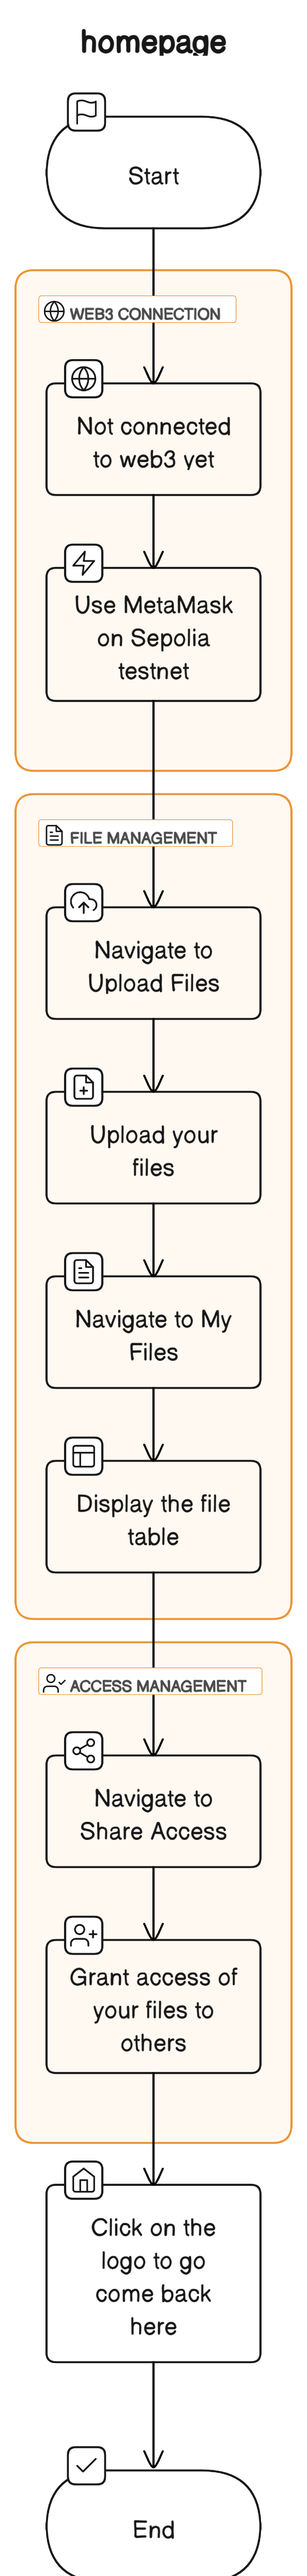 homepage
Start
WEB3 CONNECTION
Not connected
to web3 yet
Use MetaMask
on Sepolia
testnet
FILE MANAGEMENT
Navigate to
Upload Files
Upload your
files
Navigate to My
Files
Display the file
table
ACCESS MANAGEMENT
Navigate to
Share Access
Grant access of
your files to
others
Click on the
logo to go
come back
here
End